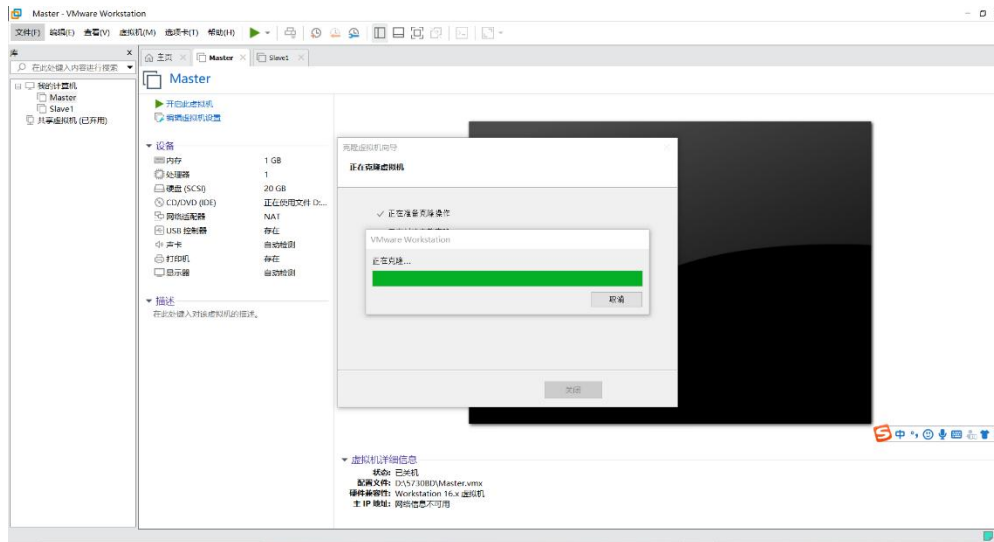 Master - VMware Workstation
文件(F) 编辑(E) 查看(V) 虚拟机(M) 选项卡(T) 帮助(H)
库
在此处键入内容进行搜索
我的计算机
Master
Slave1
共享虚拟机 (已弃用)
主页 Master Slave1
Master
开启此虚拟机
编辑虚拟机设置
设备
内存 1 GB
处理器 1
硬盘 (SCSI) 20 GB
CD/DVD (IDE) 正在使用文件 D:...
网络适配器 NAT
USB 控制器 存在
声卡 自动检测
打印机 存在
显示器 自动检测
描述
在此处键入对该虚拟机的描述。
克隆虚拟机向导
正在克隆虚拟机
正在准备克隆操作
VMware Workstation
正在克隆...
取消
关闭
中
虚拟机详细信息
状态: 已关机
配置文件: D:\5730BD\Master.vmx
硬件兼容性: Workstation 16.x 虚拟机
主 IP 地址: 网络信息不可用